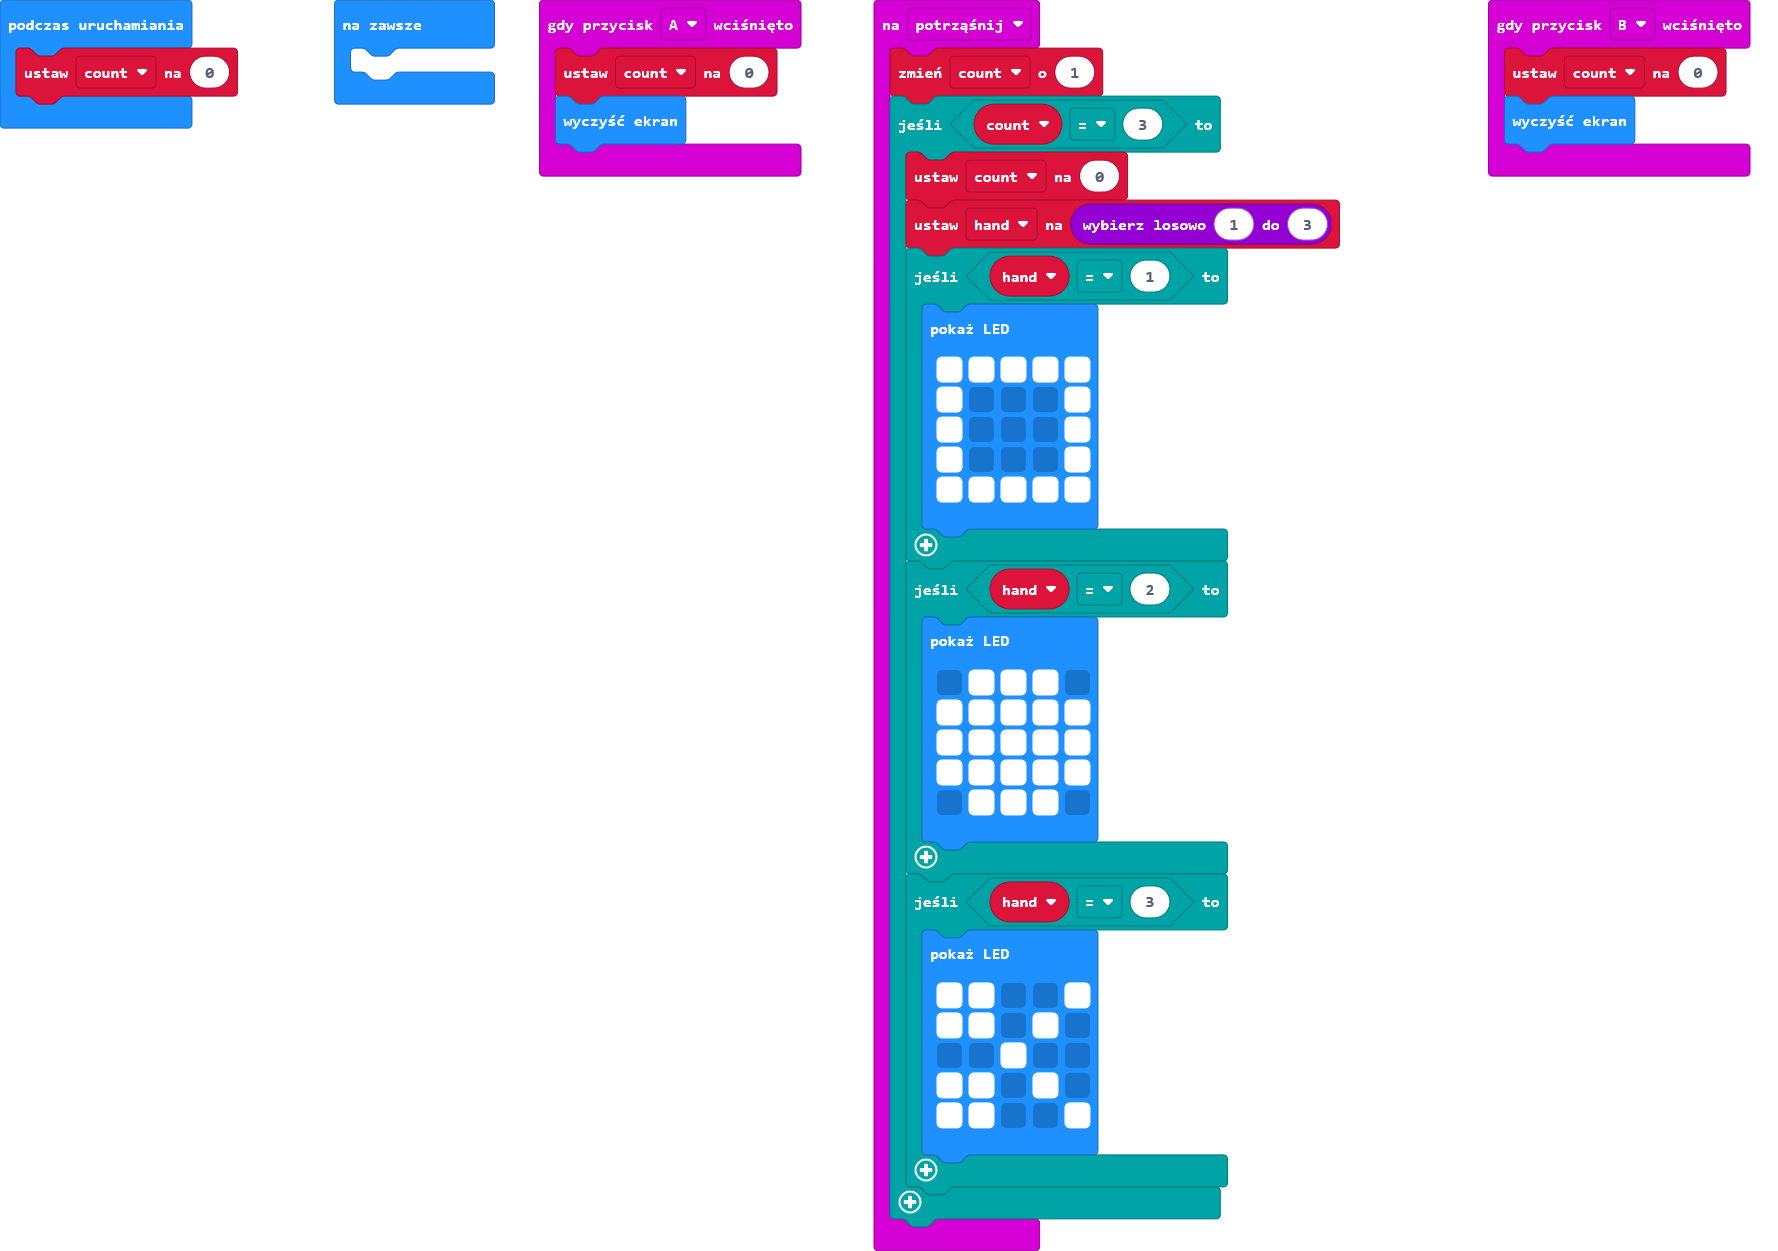 podczas uruchamiania
ustaw count na 0
na zawsze
gdy przycisk A wciśnięto
ustaw count na 0
wyczyść ekran
na potrząśnij
zmień count o 1
jeśli count = 3 to
ustaw count na 0
ustaw hand na wybierz losowo 1 do 3
jeśli hand = 1 to
pokaż LED
jeśli hand = 2 to
pokaż LED
jeśli hand = 3 to
pokaż LED
gdy przycisk B wciśnięto
ustaw count na 0
wyczyść ekran